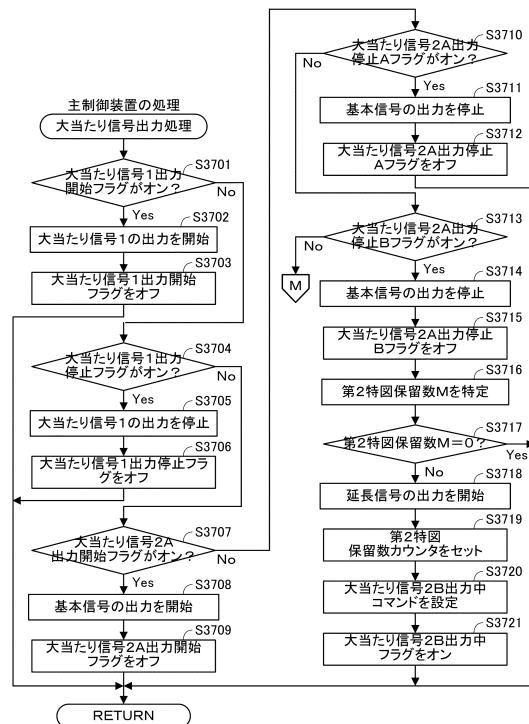 主制御装置の処理
大当たり信号出力処理
S3701
大当たり信号1出力
開始フラグがオン？
No
Yes
S3702
大当たり信号1の出力を開始
S3703
大当たり信号1出力開始
フラグをオフ
S3704
大当たり信号1出力
停止フラグがオン？
No
Yes
S3705
大当たり信号1の出力を停止
S3706
大当たり信号1出力停止フラ
グをオフ
S3707
大当たり信号2A
出力開始フラグがオン？
No
Yes
S3708
基本信号の出力を開始
S3709
大当たり信号2A出力開始
フラグをオフ
RETURN
S3710
大当たり信号2A出力
停止Aフラグがオン？
No
Yes
S3711
基本信号の出力を停止
S3712
大当たり信号2A出力停止
Aフラグをオフ
S3713
大当たり信号2A出力
停止Bフラグがオン？
No
M
Yes
S3714
基本信号の出力を停止
S3715
大当たり信号2A出力停止
Bフラグをオフ
S3716
第2特図保留数Mを特定
S3717
第2特図保留数M＝0？
Yes
No
S3718
延長信号の出力を開始
S3719
第2特図
保留数カウンタをセット
S3720
大当たり信号2B出力中
コマンドを設定
S3721
大当たり信号2B出力中
フラグをオン